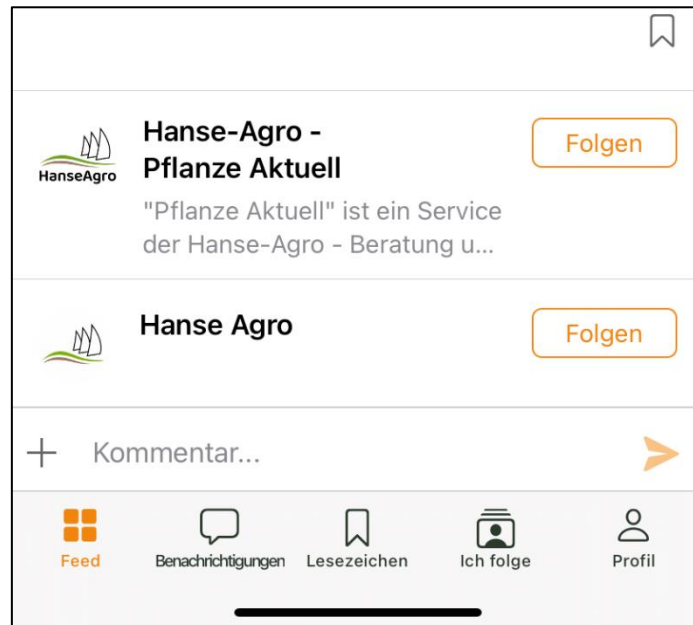 Hanse-Agro -
Pflanze Aktuell
Folgen
HanseAgro
"Pflanze Aktuell" ist ein Service
der Hanse-Agro - Beratung u...
Hanse Agro
Folgen
Kommentar...
Feed
Benachrichtigungen
Lesezeichen
Ich folge
Profil